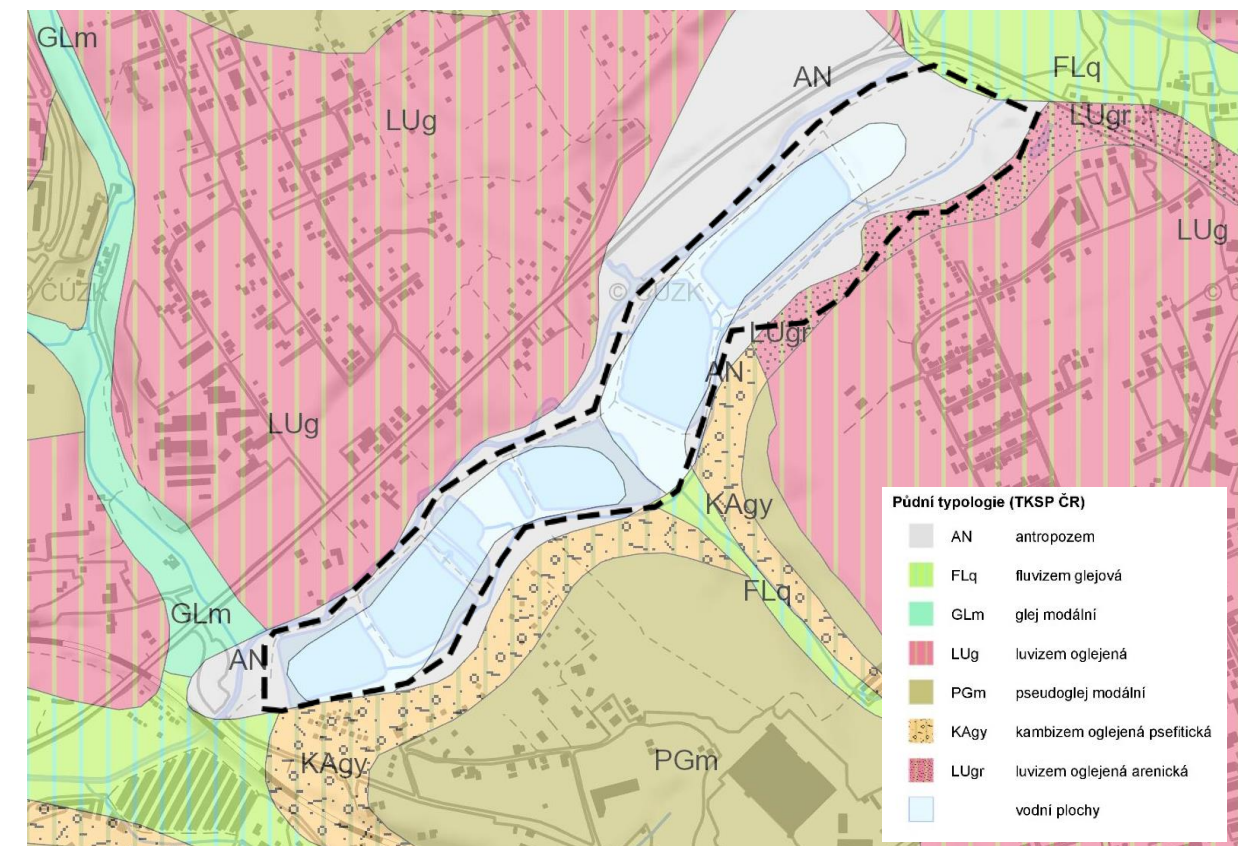 GLm
AN
FLq
LUg
LUgr
LUg
© ČÚZK
© ČÚZK
©
LUgr
AN
LUg
KAgy
FLq
GLm
AN
KAgy
PGm
Půdní typologie (TKSP ČR)
AN antropozem
FLq fluvizem glejová
GLm glej modální
LUg luvizem oglejená
PGm pseudoglej modální
KAgy kambizem oglejená psefitická
LUgr luvizem oglejená arenická
vodní plochy